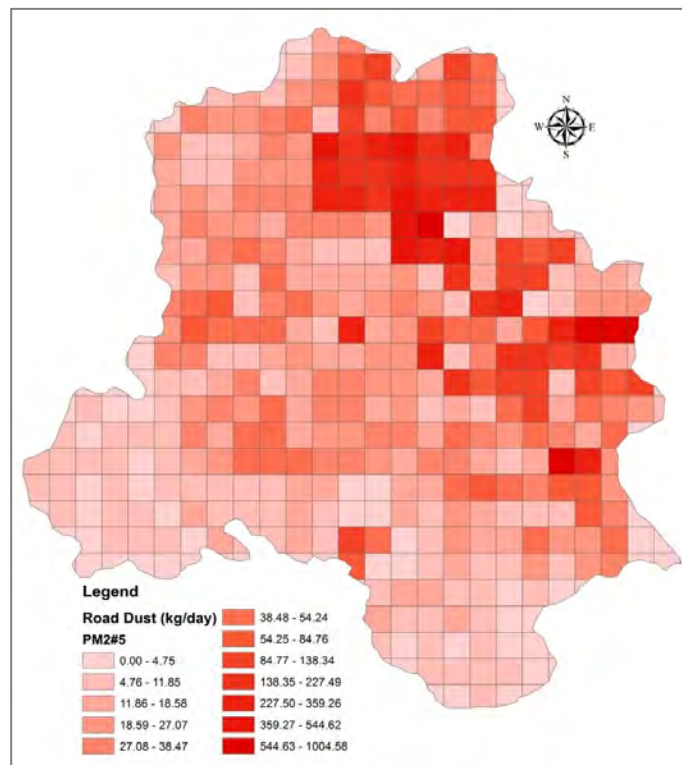 N
W E
S
Legend
Road Dust (kg/day)
PM2#5
0.00 - 4.75
4.76 - 11.85
11.86 - 18.58
18.59 - 27.07
27.08 - 38.47
38.48 - 54.24
54.25 - 84.76
84.77 - 138.34
138.35 - 227.49
227.50 - 359.26
359.27 - 544.62
544.63 - 1004.58